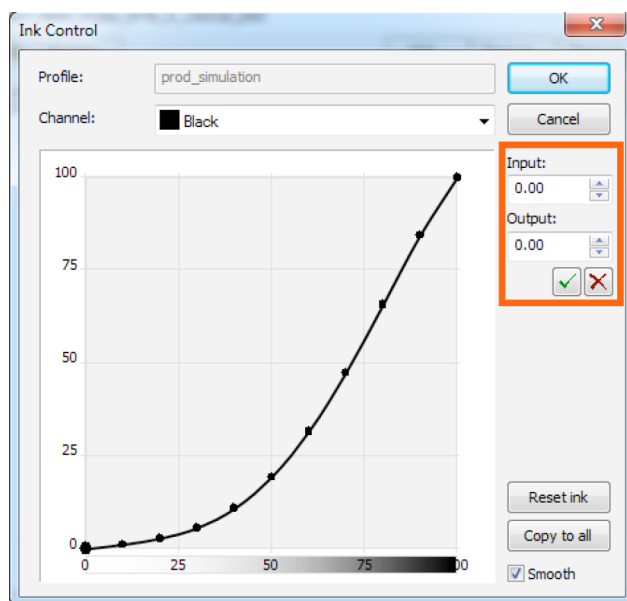 Ink Control
Profile:
prod_simulation
OK
Channel:
Black
Cancel
Input:
0.00
Output:
0.00
100
75
50
25
0
0
25
50
75
00
Reset ink
Copy to all
Smooth